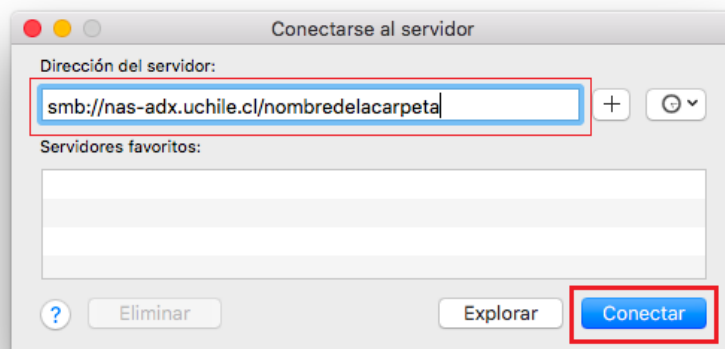 Conectarse al servidor
Dirección del servidor:
smb://nas-adx.uchile.cl/nombredelacarpeta
Servidores favoritos:
? Eliminar Explorar Conectar